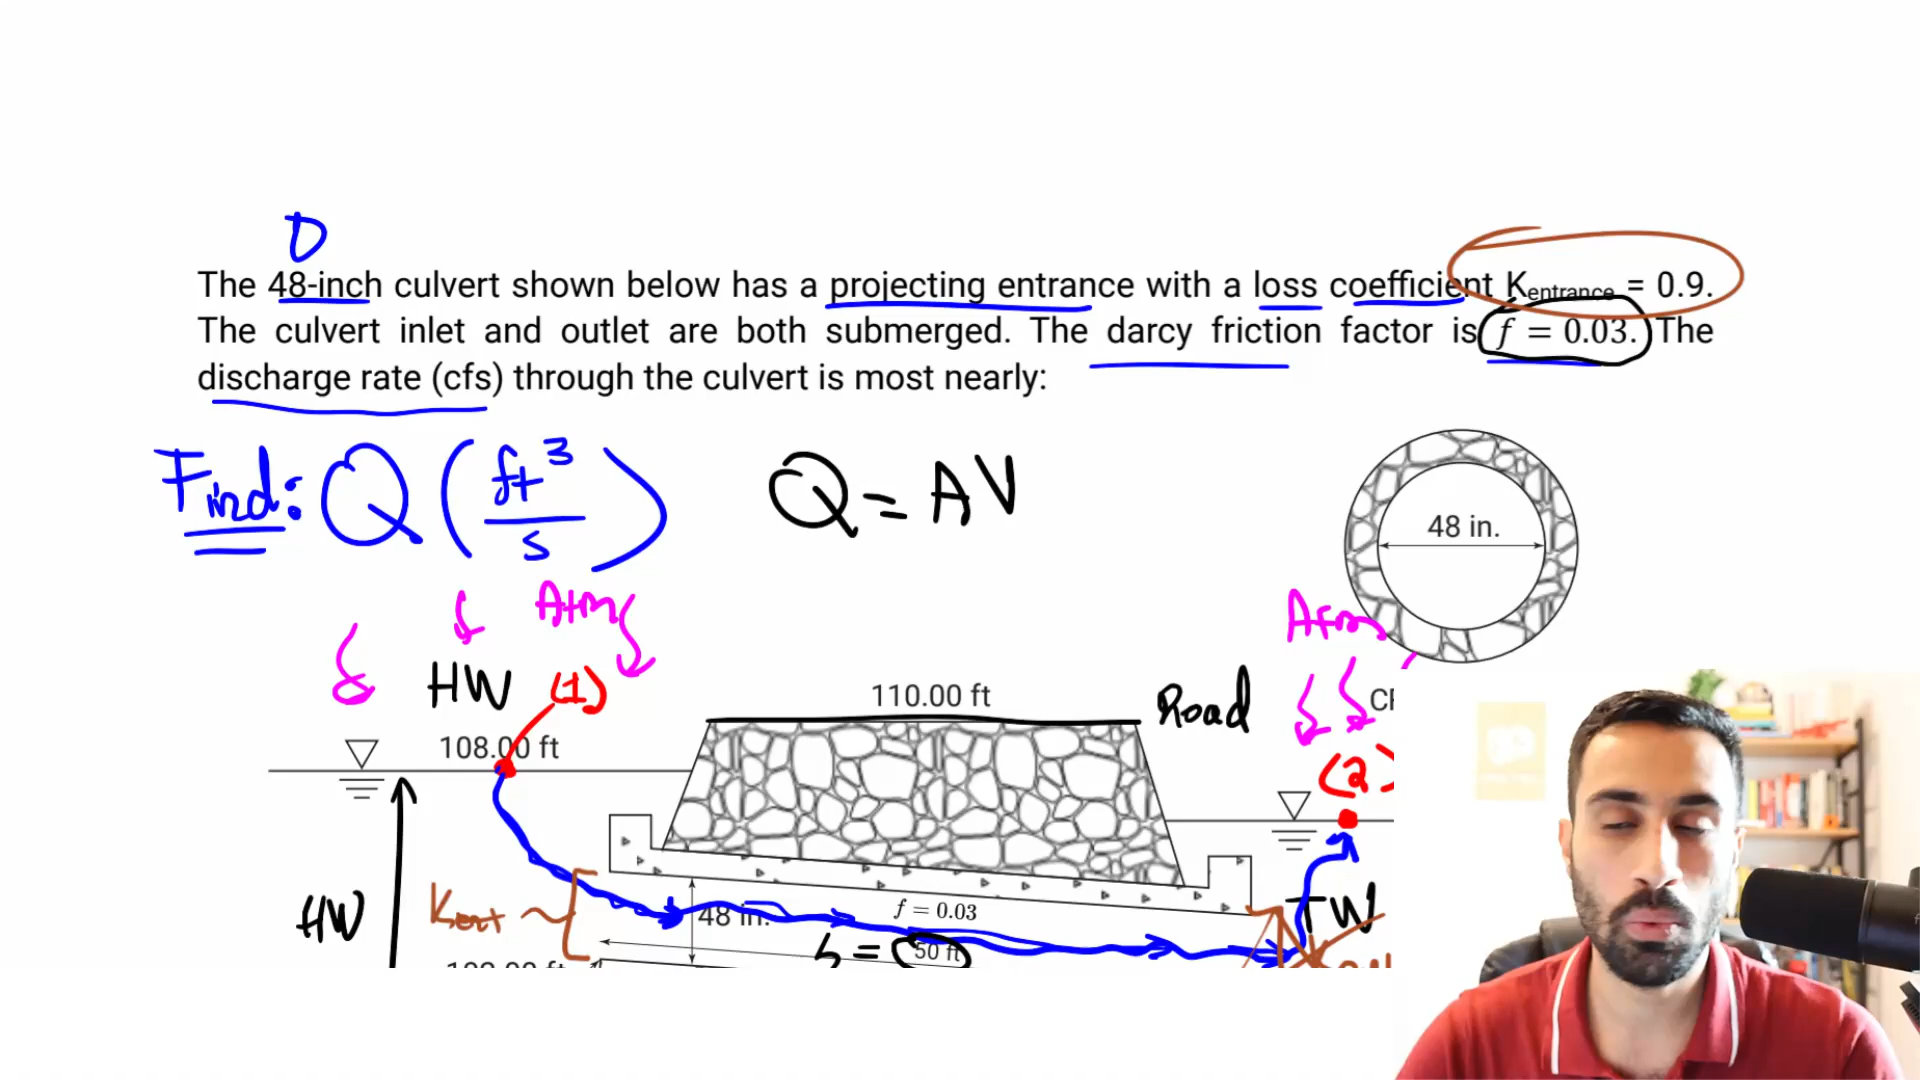 D
The 48-inch culvert shown below has a projecting entrance with a loss coefficient Kentrance = 0.9.
The culvert inlet and outlet are both submerged. The darcy friction factor is f = 0.03. The
discharge rate (cfs) through the culvert is most nearly:
Find: Q (ft³/s)
Q = AV
48 in.
Atm
Atm
HW (1)
110.00 ft
Road
108.00 ft
(2)
HW
Kent
48 in.
f = 0.03
TW
50 ft